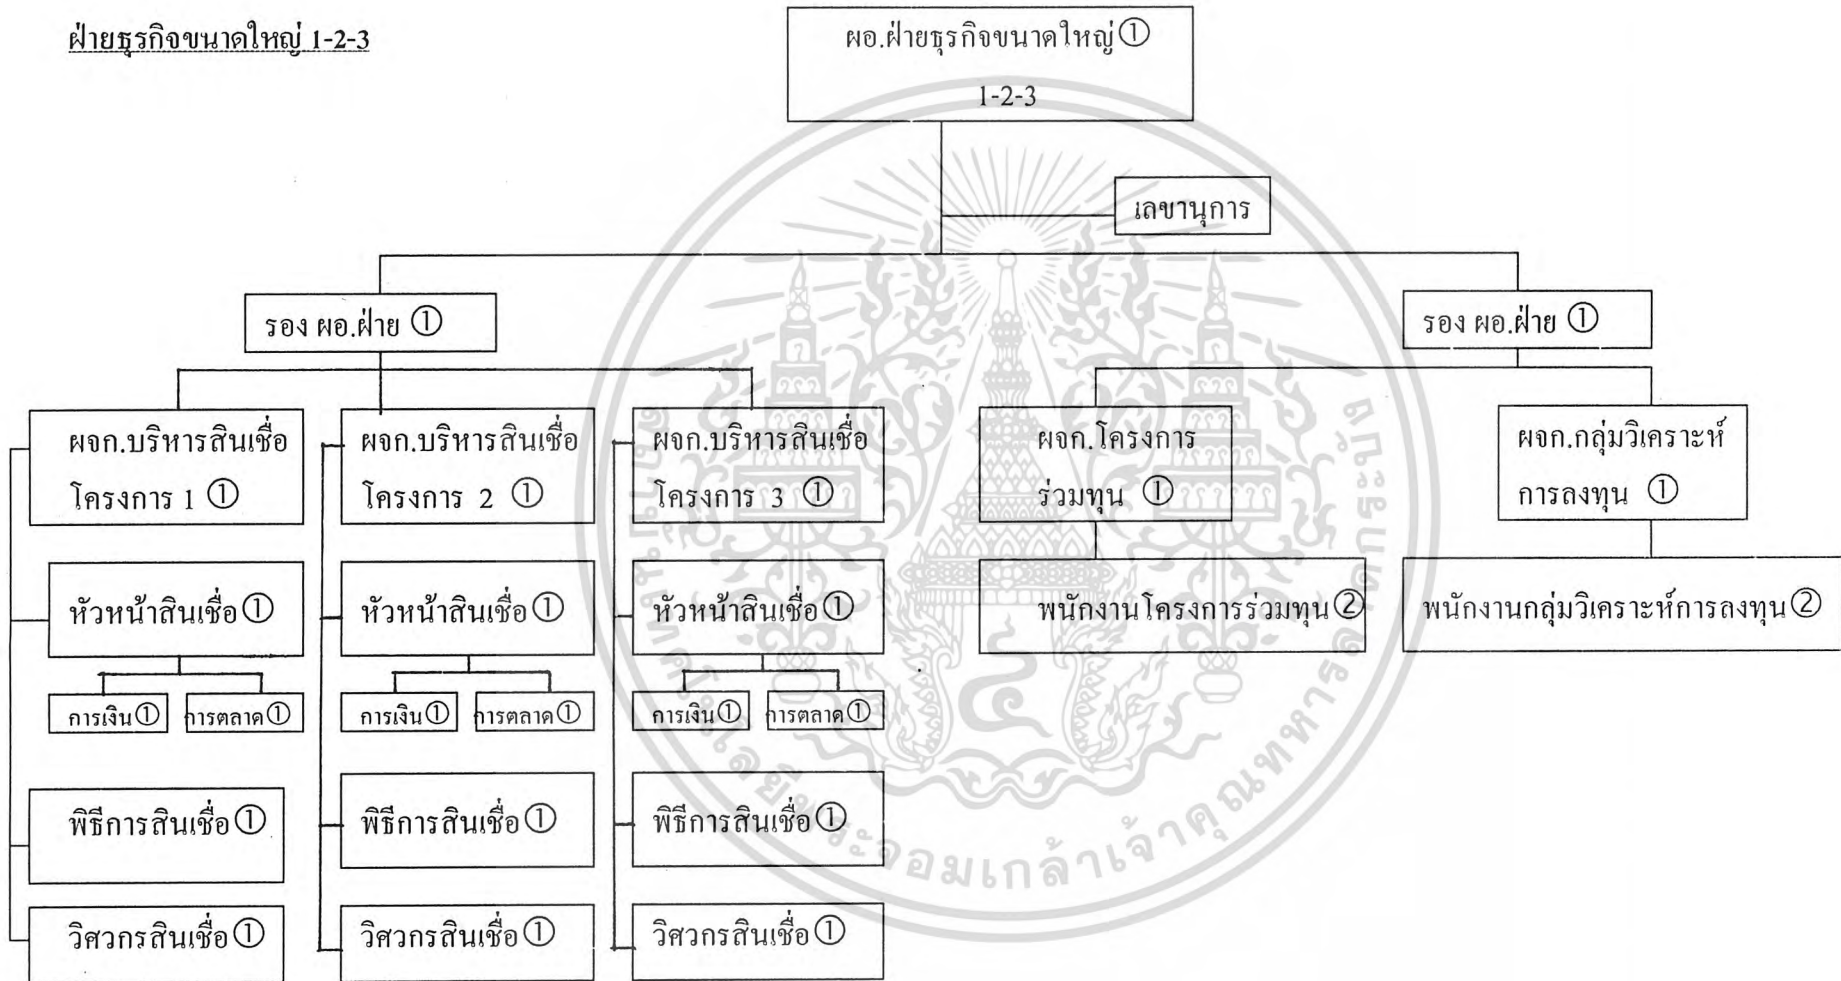 ฝ่ายธุรกิจขนาดใหญ่ 1-2-3
ผอ.ฝ่ายธุรกิจขนาดใหญ่ ①
1-2-3
เลขานุการ
รอง ผอ.ฝ่าย ①
รอง ผอ.ฝ่าย ①
ผจก.บริหารสินเชื่อ
โครงการ 1 ①
ผจก.บริหารสินเชื่อ
โครงการ 2 ①
ผจก.บริหารสินเชื่อ
โครงการ 3 ①
ผจก.โครงการ
ร่วมทุน ①
ผจก.กลุ่มวิเคราะห์
การลงทุน ①
หัวหน้าสินเชื่อ ①
หัวหน้าสินเชื่อ ①
หัวหน้าสินเชื่อ ①
พนักงานโครงการร่วมทุน ②
พนักงานกลุ่มวิเคราะห์การลงทุน ②
การเงิน ①
การตลาด ①
การเงิน ①
การตลาด ①
การเงิน ①
การตลาด ①
พิธีการสินเชื่อ ①
พิธีการสินเชื่อ ①
พิธีการสินเชื่อ ①
วิศวกรสินเชื่อ ①
วิศวกรสินเชื่อ ①
วิศวกรสินเชื่อ ①